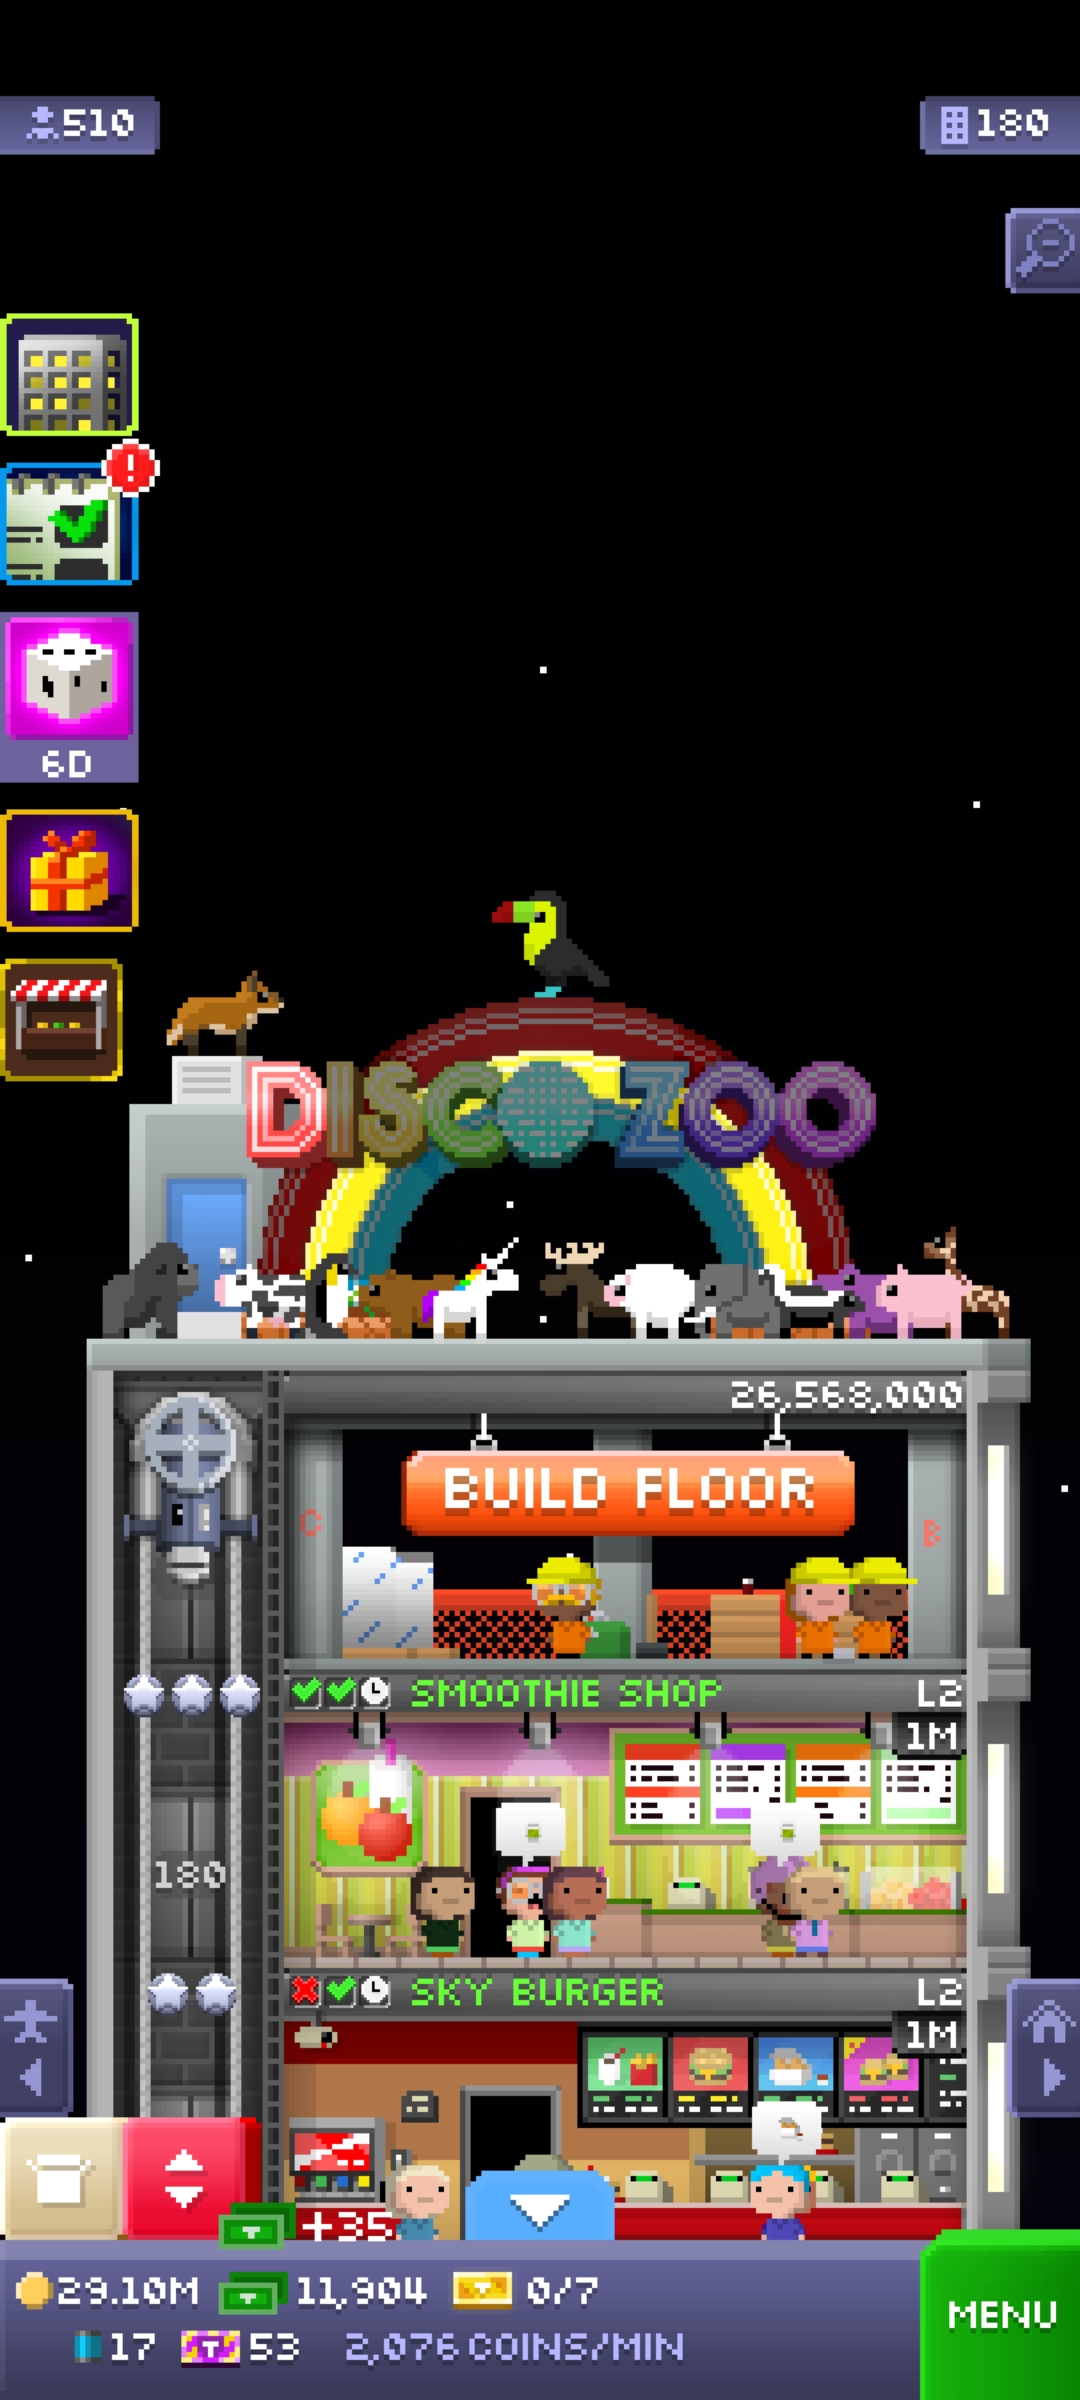 510
180
6D
DISCO ZOO
26,568,000
BUILD FLOOR
C
B
SMOOTHIE SHOP L2
1M
180
SKY BURGER L2
1M
+35
29.10M 11,904 0/7
MENU
17 53 2,076 COINS/MIN